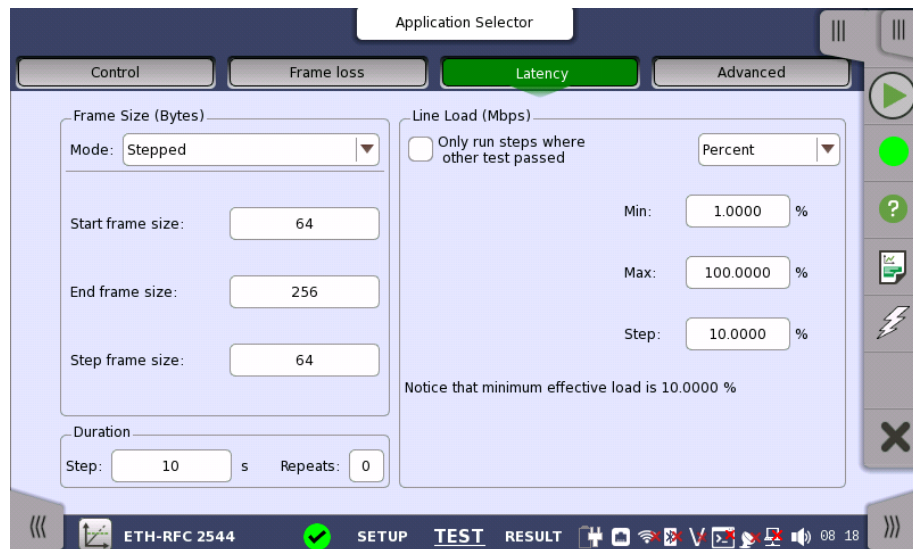 Application Selector
Control
Frame loss
Latency
Advanced
Frame Size (Bytes)
Mode: Stepped
Start frame size: 64
End frame size: 256
Step frame size: 64
Duration
Step: 10 s Repeats: 0
Line Load (Mbps)
Only run steps where
other test passed
Percent
Min: 1.0000 %
Max: 100.0000 %
Step: 10.0000 %
Notice that minimum effective load is 10.0000 %
ETH-RFC 2544 SETUP TEST RESULT 08 18